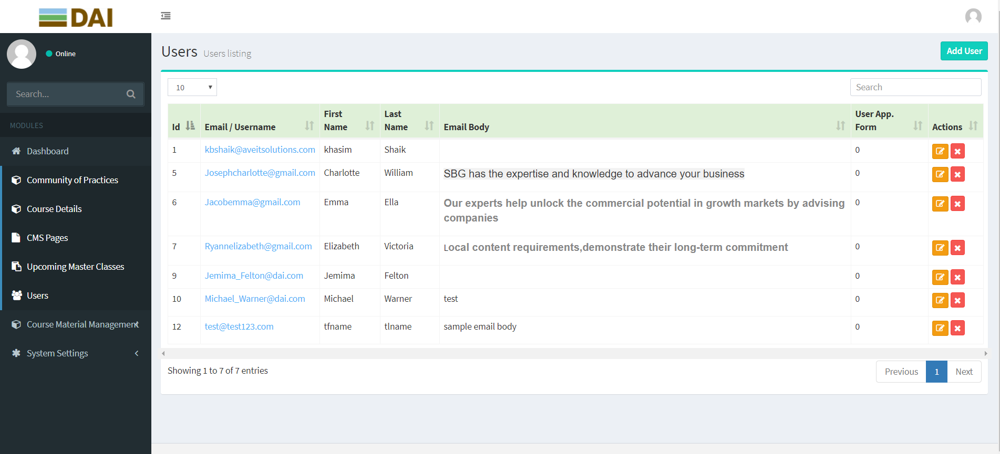 DAI
Online
Search...
MODULES
Dashboard
Community of Practices
Course Details
CMS Pages
Upcoming Master Classes
Users
Course Material Management
System Settings
Users Users listing
Add User
10
Search
Id Email / Username First Name Last Name Email Body User App. Form Actions
1 kbshaik@aveitsolutions.com khasim Shaik 0
5 Josephcharlotte@gmail.com Charlotte William SBG has the expertise and knowledge to advance your business 0
6 Jacobemma@gmail.com Emma Ella Our experts help unlock the commercial potential in growth markets by advising 0
companies
7 Ryannelizabeth@gmail.com Elizabeth Victoria Local content requirements,demonstrate their long-term commitment 0
9 Jemima_Felton@dai.com Jemima Felton 0
10 Michael_Warner@dai.com Michael Warner test 0
12 test@test123.com tfname tlname sample email body 0
Showing 1 to 7 of 7 entries
Previous 1 Next